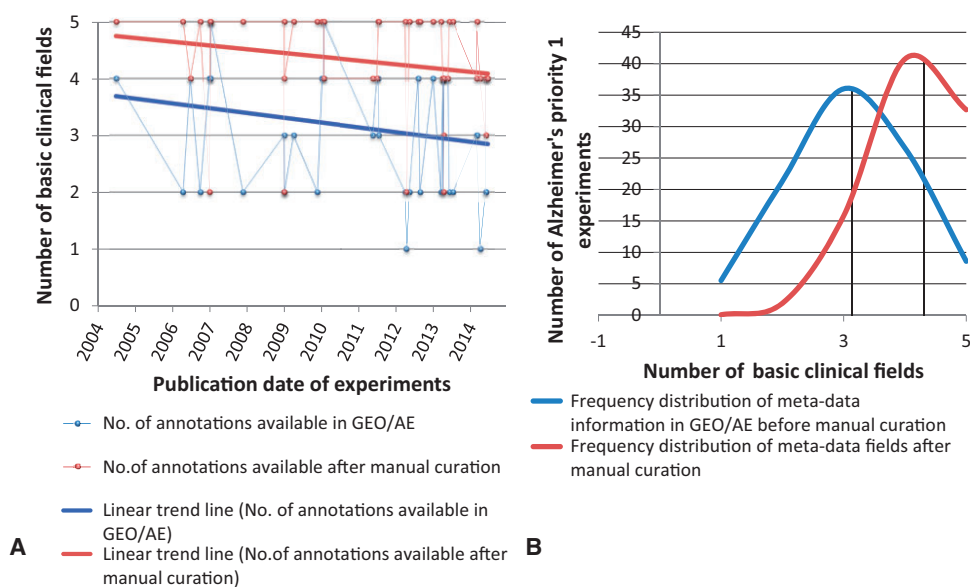 Number of basic clinical fields
5
4
3
2
1
0
2004
2005
2006
2007
2009
2010
2011
2012
2013
2014
Publication date of experiments
No. of annotations available in GEO/AE
No.of annotations available after manual curation
Linear trend line (No. of annotations available in
GEO/AE)
Linear trend line (No.of annotations available after
manual curation)
A
Number of Alzheimer's priority 1
experiments
45
40
35
30
25
20
15
10
5
0
-1
1
3
5
Number of basic clinical fields
Frequency distribution of meta-data
information in GEO/AE before manual curation
Frequency distribution of meta-data fields after
manual curation
B